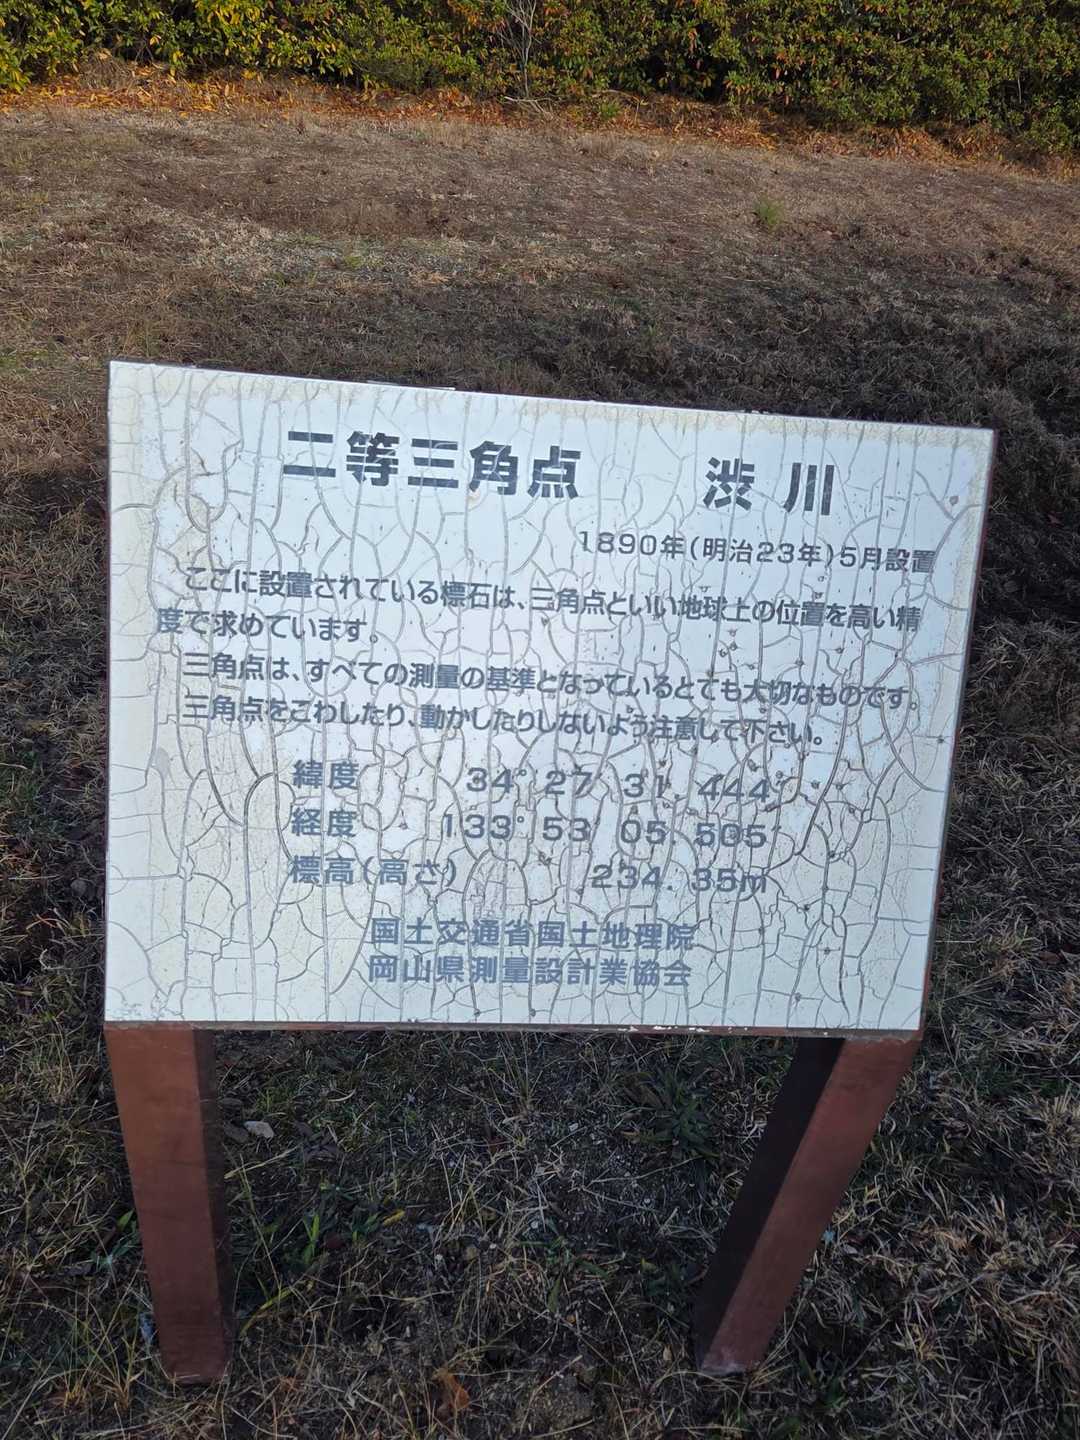 二等三角点 渋川
1890年(明治23年)5月設置
ここに設置されている標石は、三角点といい地球上の位置を高い精
度で求めています。
三角点は、すべての測量の基準となっているとても大切なものです。
三角点をこわしたり、動かしたりしないよう注意して下さい。
緯度 34°27′31.444″
経度 133°53′05.505″
標高(高さ) 234.35m
国土交通省国土地理院
岡山県測量設計業協会